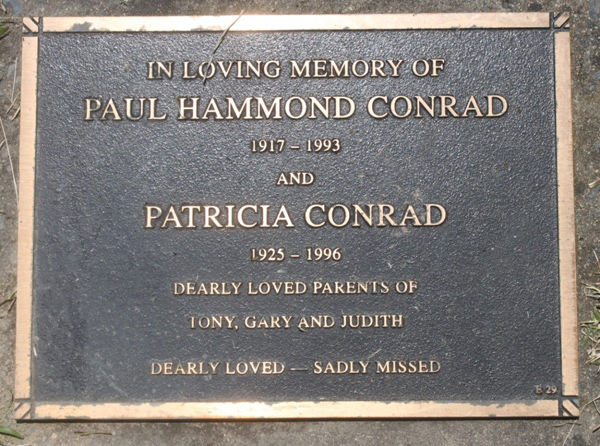 IN LOVING MEMORY OF
PAUL HAMMOND CONRAD
1917 – 1993
AND
PATRICIA CONRAD
1925 – 1996
DEARLY LOVED PARENTS OF
TONY, GARY AND JUDITH
DEARLY LOVED — SADLY MISSED
E 29